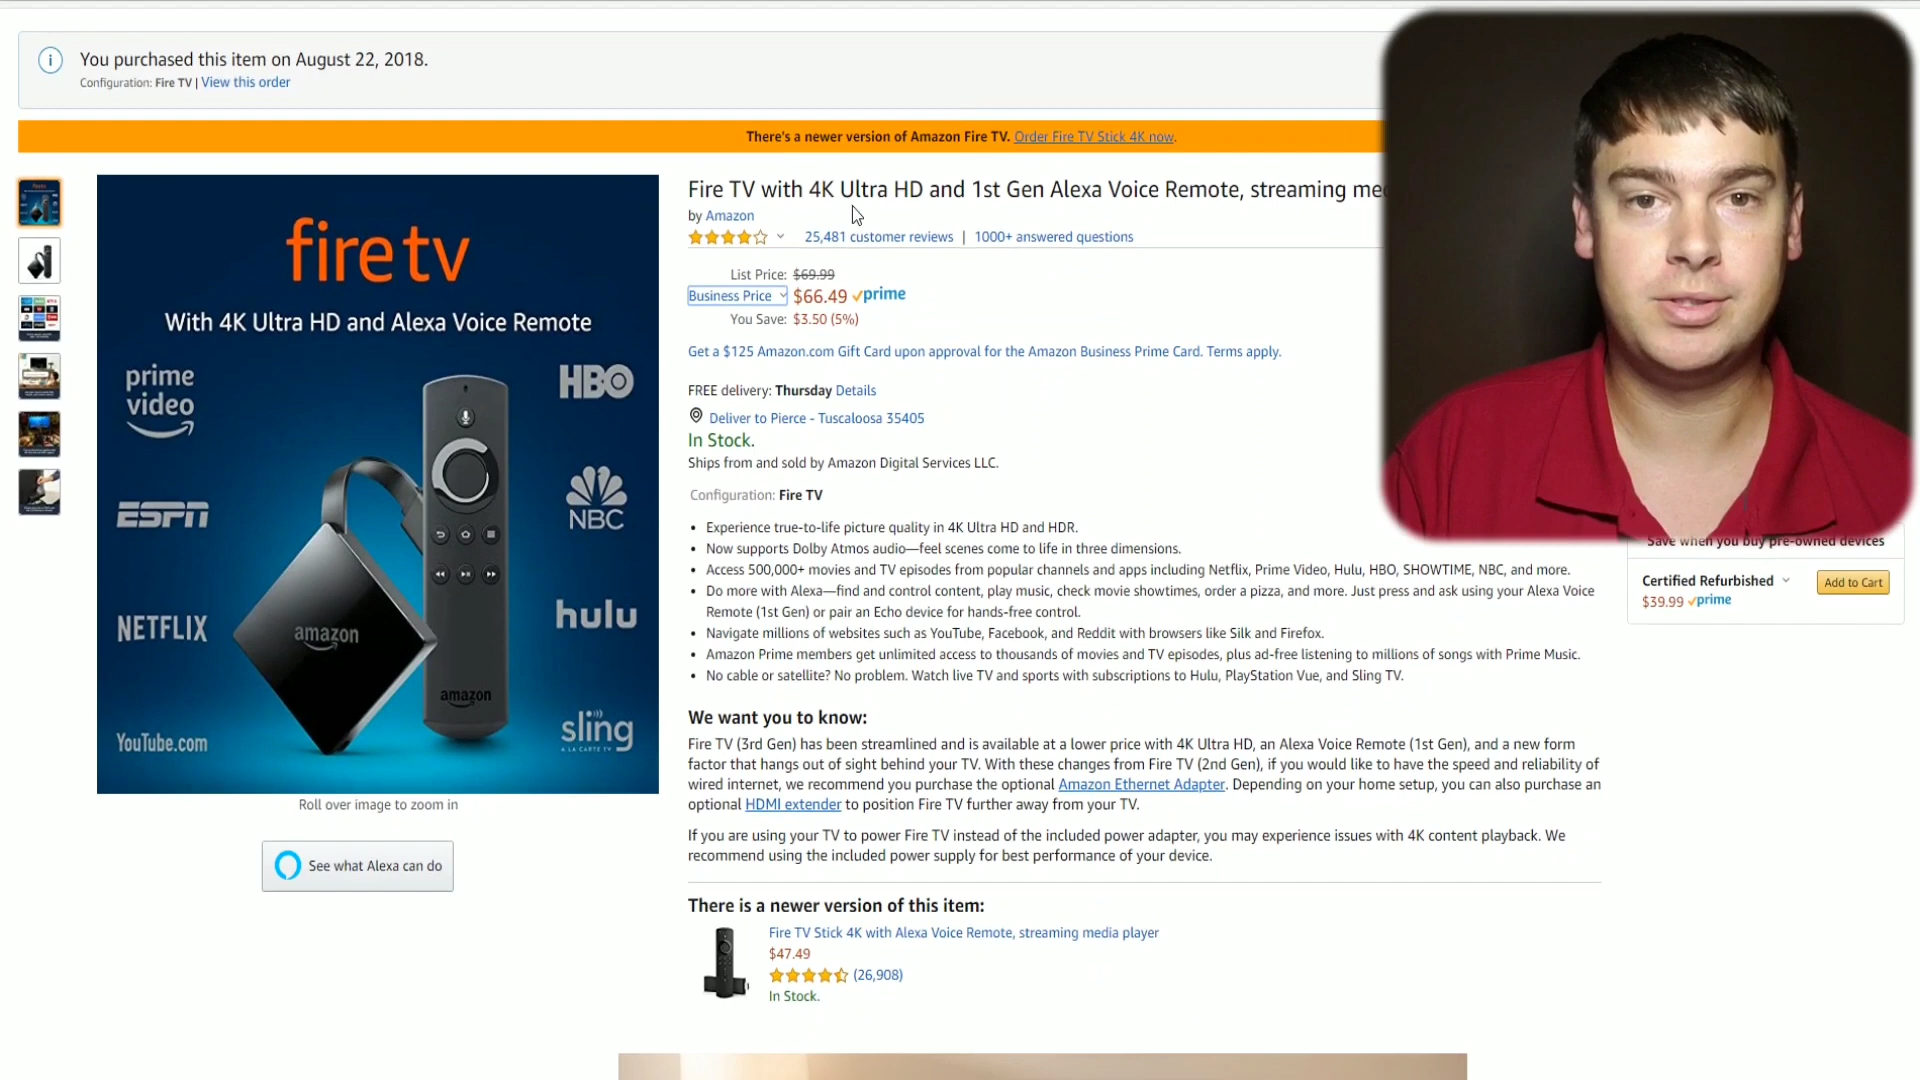 You purchased this item on August 22, 2018.
Configuration: Fire TV | View this order
There's a newer version of Amazon Fire TV. Order Fire TV Stick 4K now.
fire tv
With 4K Ultra HD and Alexa Voice Remote
prime video
HBO
ESPN
NBC
NETFLIX
hulu
amazon
amazon
YouTube.com
sling
A LA CARTE TV
Roll over image to zoom in
See what Alexa can do
Fire TV with 4K Ultra HD and 1st Gen Alexa Voice Remote, streaming
by Amazon
25,481 customer reviews | 1000+ answered questions
List Price: $69.99
Business Price $66.49 prime
You Save: $3.50 (5%)
Get a $125 Amazon.com Gift Card upon approval for the Amazon Business Prime Card. Terms apply.
FREE delivery: Thursday Details
Deliver to Pierce - Tuscaloosa 35405
In Stock.
Ships from and sold by Amazon Digital Services LLC.
Configuration: Fire TV
• Experience true-to-life picture quality in 4K Ultra HD and HDR.
• Now supports Dolby Atmos audio—feel scenes come to life in three dimensions.
• Access 500,000+ movies and TV episodes from popular channels and apps including Netflix, Prime Video, Hulu, HBO, SHOWTIME, NBC, and more.
• Do more with Alexa—find and control content, play music, check movie showtimes, order a pizza, and more. Just press and ask using your Alexa Voice
Remote (1st Gen) or pair an Echo device for hands-free control.
• Navigate millions of websites such as YouTube, Facebook, and Reddit with browsers like Silk and Firefox.
• Amazon Prime members get unlimited access to thousands of movies and TV episodes, plus ad-free listening to millions of songs with Prime Music.
• No cable or satellite? No problem. Watch live TV and sports with subscriptions to Hulu, PlayStation Vue, and Sling TV.
We want you to know:
Fire TV (3rd Gen) has been streamlined and is available at a lower price with 4K Ultra HD, an Alexa Voice Remote (1st Gen), and a new form
factor that hangs out of sight behind your TV. With these changes from Fire TV (2nd Gen), if you would like to have the speed and reliability of
wired internet, we recommend you purchase the optional Amazon Ethernet Adapter. Depending on your home setup, you can also purchase an
optional HDMI extender to position Fire TV further away from your TV.
If you are using your TV to power Fire TV instead of the included power adapter, you may experience issues with 4K content playback. We
recommend using the included power supply for best performance of your device.
There is a newer version of this item:
Fire TV Stick 4K with Alexa Voice Remote, streaming media player
$47.49
(26,908)
In Stock.
Save when you buy pre-owned devices
Certified Refurbished
$39.99 prime
Add to Cart